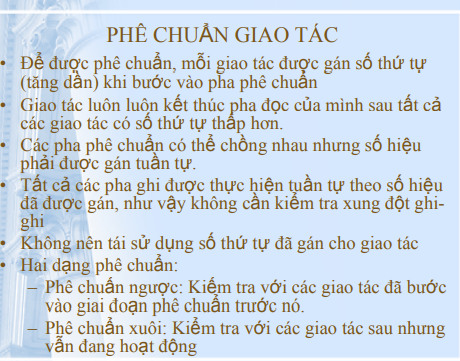 PHÊ CHUẨN GIAO TÁC
• Để được phê chuẩn, mỗi giao tác được gán số thứ tự
(tăng dần) khi bước vào pha phê chuẩn
• Giao tác luôn luôn kết thúc pha đọc của mình sau tất cả
các giao tác có số thứ tự thấp hơn.
• Các pha phê chuẩn có thể chồng nhau nhưng số hiệu
phải được gán tuần tự.
• Tất cả các pha ghi được thực hiện tuần tự theo số hiệu
đã được gán, như vậy không cần kiểm tra xung đột ghi-
ghi
• Không nên tái sử dụng số thứ tự đã gán cho giao tác
• Hai dạng phê chuẩn:
– Phê chuẩn ngược: Kiểm tra với các giao tác đã bước
vào giai đoạn phê chuẩn trước nó.
– Phê chuẩn xuôi: Kiểm tra với các giao tác sau nhưng
vẫn đang hoạt động